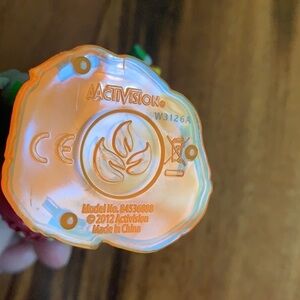 ACTIVISION®
W3126A
CE
Model No. 84536888
© 2012 Activision
Made in China